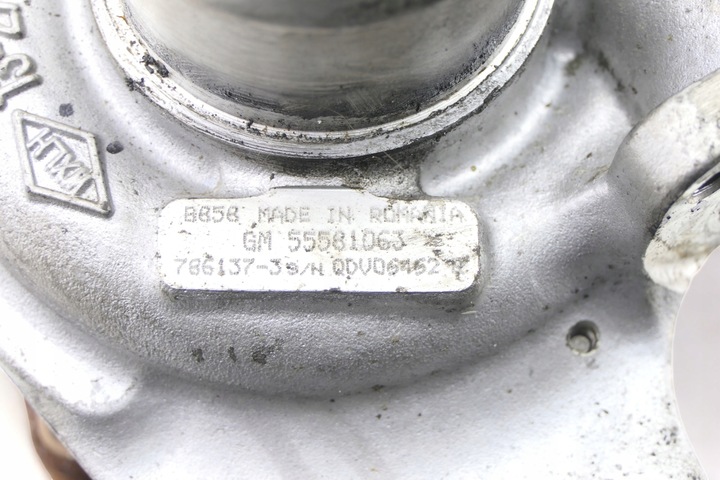 B858 MADE IN ROMANIA
GM 55581063
786137-3 S/N QDV06462